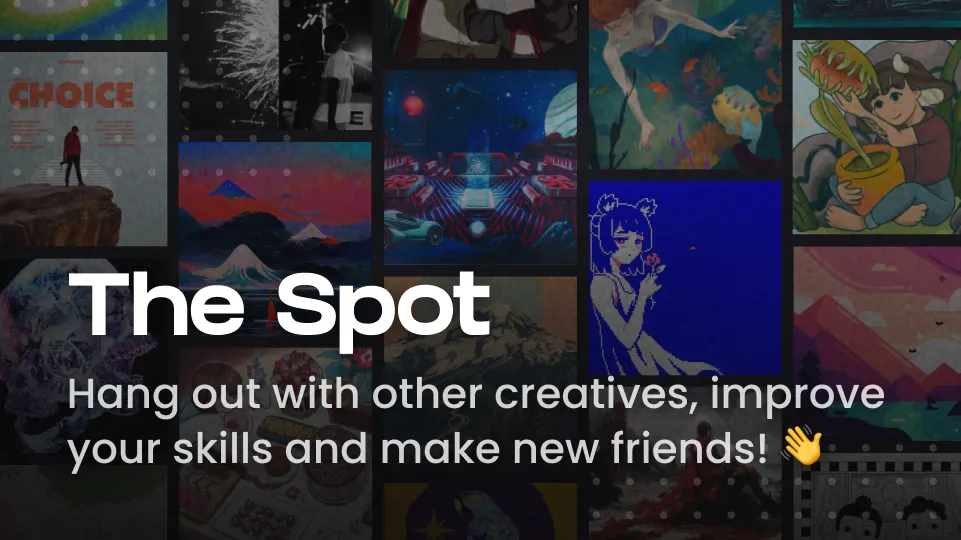 CHOICE
E
The Spot
Hang out with other creatives, improve
your skills and make new friends! 👋